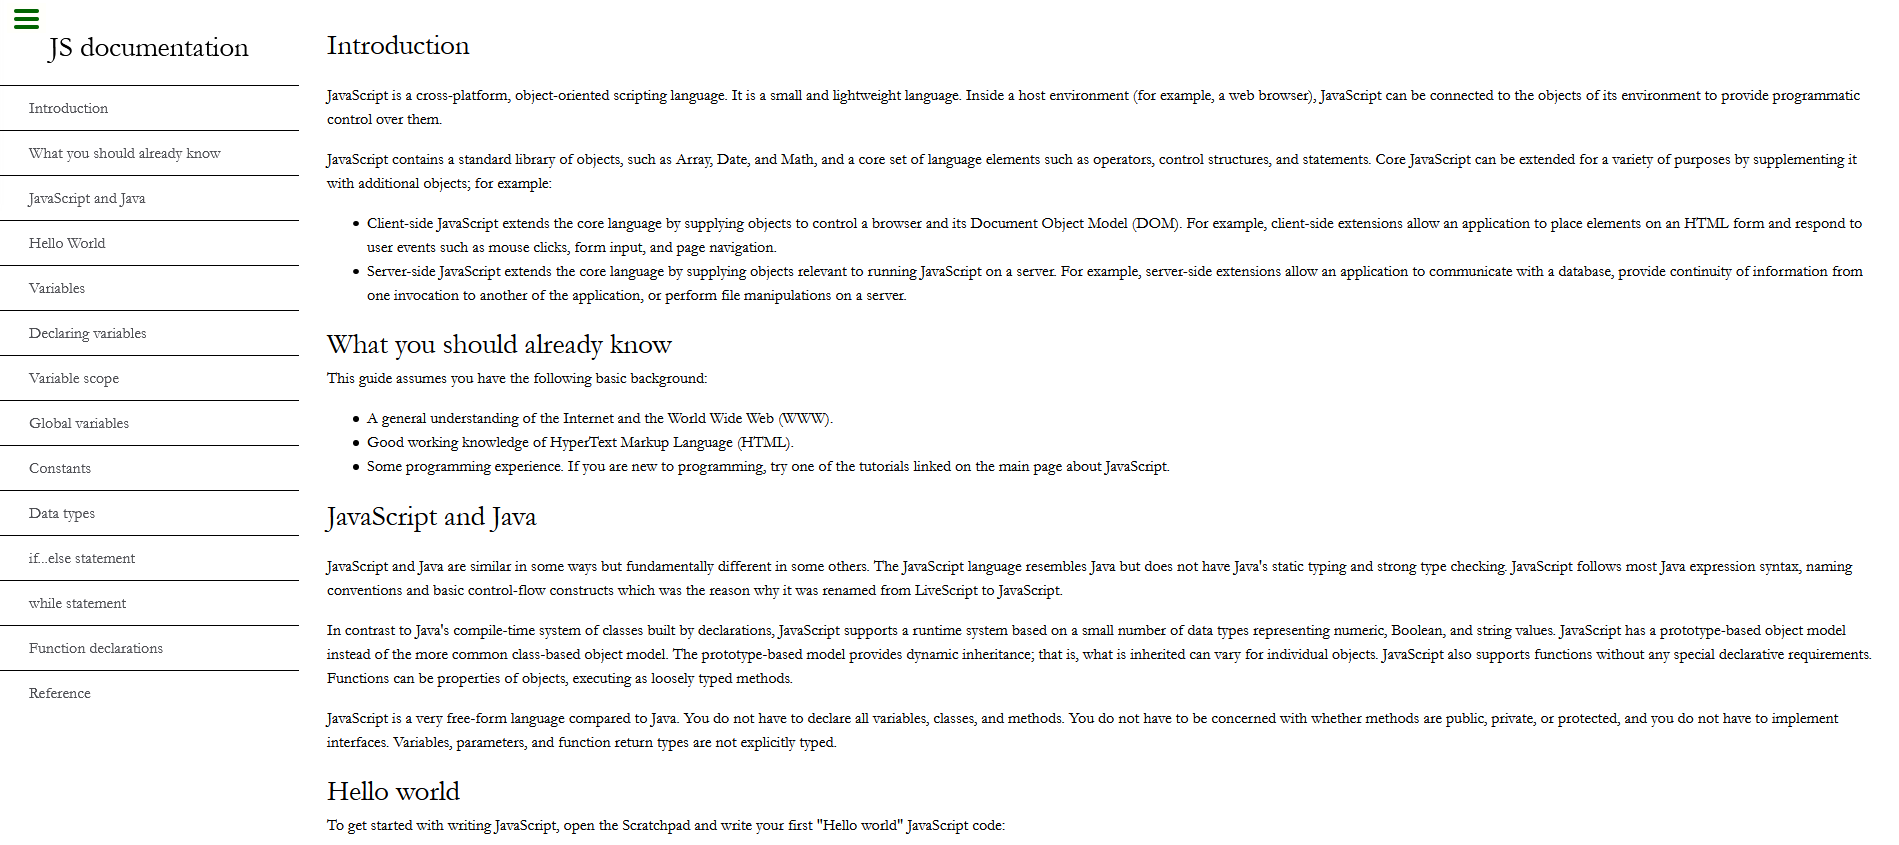 JS documentation
Introduction
What you should already know
JavaScript and Java
Hello World
Variables
Declaring variables
Variable scope
Global variables
Constants
Data types
if...else statement
while statement
Function declarations
Reference
Introduction
JavaScript is a cross-platform, object-oriented scripting language. It is a small and lightweight language. Inside a host environment (for example, a web browser), JavaScript can be connected to the objects of its environment to provide programmatic
control over them.
JavaScript contains a standard library of objects, such as Array, Date, and Math, and a core set of language elements such as operators, control structures, and statements. Core JavaScript can be extended for a variety of purposes by supplementing it
with additional objects; for example:
• Client-side JavaScript extends the core language by supplying objects to control a browser and its Document Object Model (DOM). For example, client-side extensions allow an application to place elements on an HTML form and respond to
user events such as mouse clicks, form input, and page navigation.
• Server-side JavaScript extends the core language by supplying objects relevant to running JavaScript on a server. For example, server-side extensions allow an application to communicate with a database, provide continuity of information from
one invocation to another of the application, or perform file manipulations on a server.
What you should already know
This guide assumes you have the following basic background:
• A general understanding of the Internet and the World Wide Web (WWW).
• Good working knowledge of HyperText Markup Language (HTML).
• Some programming experience. If you are new to programming, try one of the tutorials linked on the main page about JavaScript.
JavaScript and Java
JavaScript and Java are similar in some ways but fundamentally different in some others. The JavaScript language resembles Java but does not have Java's static typing and strong type checking. JavaScript follows most Java expression syntax, naming
conventions and basic control-flow constructs which was the reason why it was renamed from LiveScript to JavaScript.
In contrast to Java's compile-time system of classes built by declarations, JavaScript supports a runtime system based on a small number of data types representing numeric, Boolean, and string values. JavaScript has a prototype-based object model
instead of the more common class-based object model. The prototype-based model provides dynamic inheritance; that is, what is inherited can vary for individual objects. JavaScript also supports functions without any special declarative requirements.
Functions can be properties of objects, executing as loosely typed methods.
JavaScript is a very free-form language compared to Java. You do not have to declare all variables, classes, and methods. You do not have to be concerned with whether methods are public, private, or protected, and you do not have to implement
interfaces. Variables, parameters, and function return types are not explicitly typed.
Hello world
To get started with writing JavaScript, open the Scratchpad and write your first "Hello world" JavaScript code: